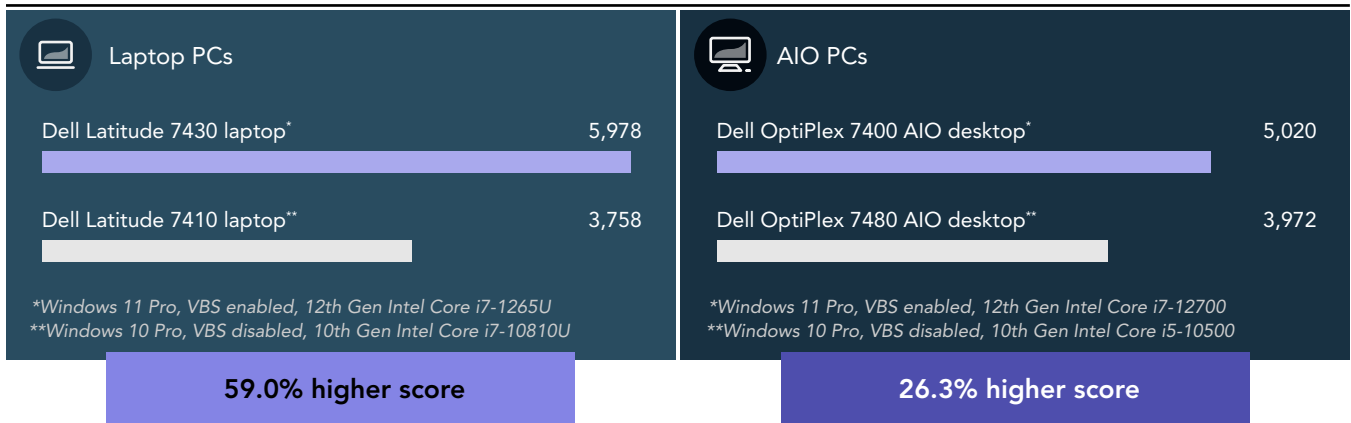 Laptop PCs
Dell Latitude 7430 laptop* 5,978
Dell Latitude 7410 laptop** 3,758
*Windows 11 Pro, VBS enabled, 12th Gen Intel Core i7-1265U
**Windows 10 Pro, VBS disabled, 10th Gen Intel Core i7-10810U
59.0% higher score
AIO PCs
Dell OptiPlex 7400 AIO desktop* 5,020
Dell OptiPlex 7480 AIO desktop** 3,972
*Windows 11 Pro, VBS enabled, 12th Gen Intel Core i7-12700
**Windows 10 Pro, VBS disabled, 10th Gen Intel Core i5-10500
26.3% higher score